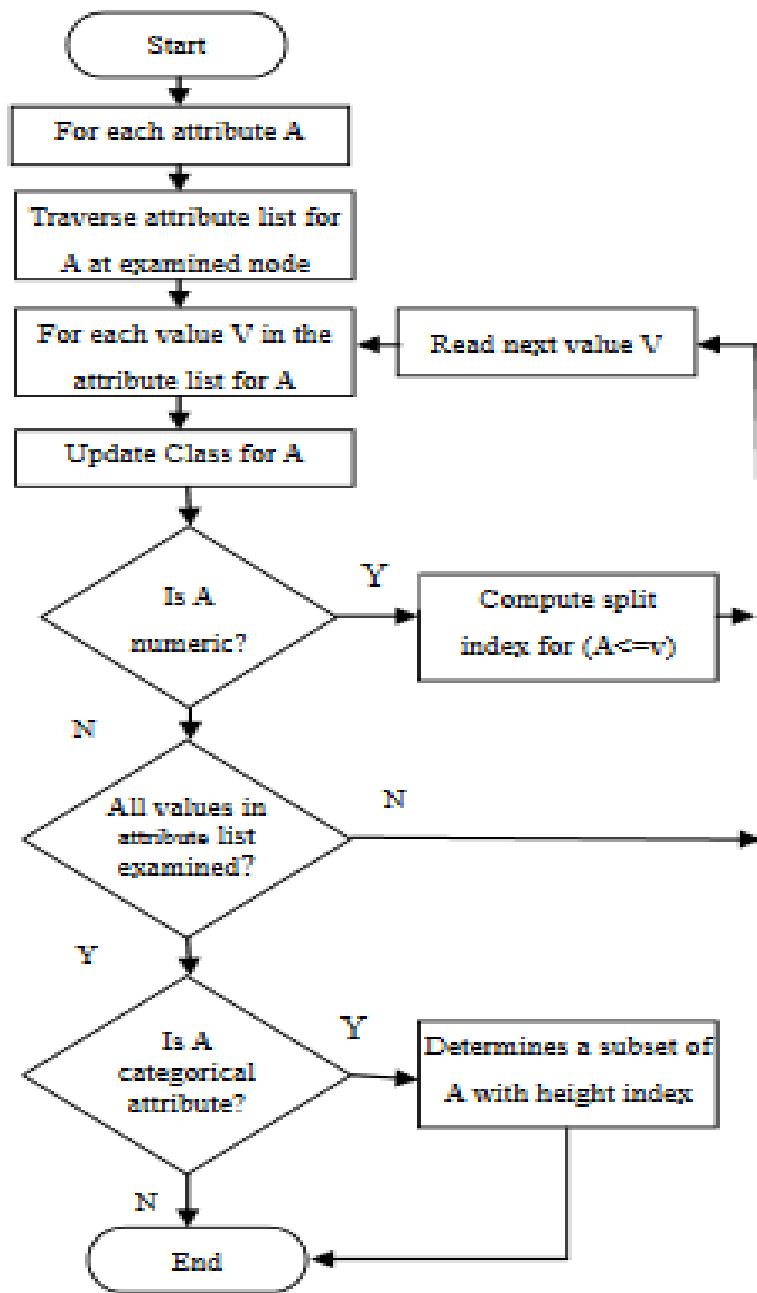 Start
For each attribute A
Traverse attribute list for
A at examined node
For each value V in the
attribute list for A
Read next value V
Update Class for A
Is A
numeric?
Y
Compute split
index for (A<=v)
N
All values in
attribute list
examined?
N
Y
Is A
categorical
attribute?
Y
Determines a subset of
A with height index
N
End